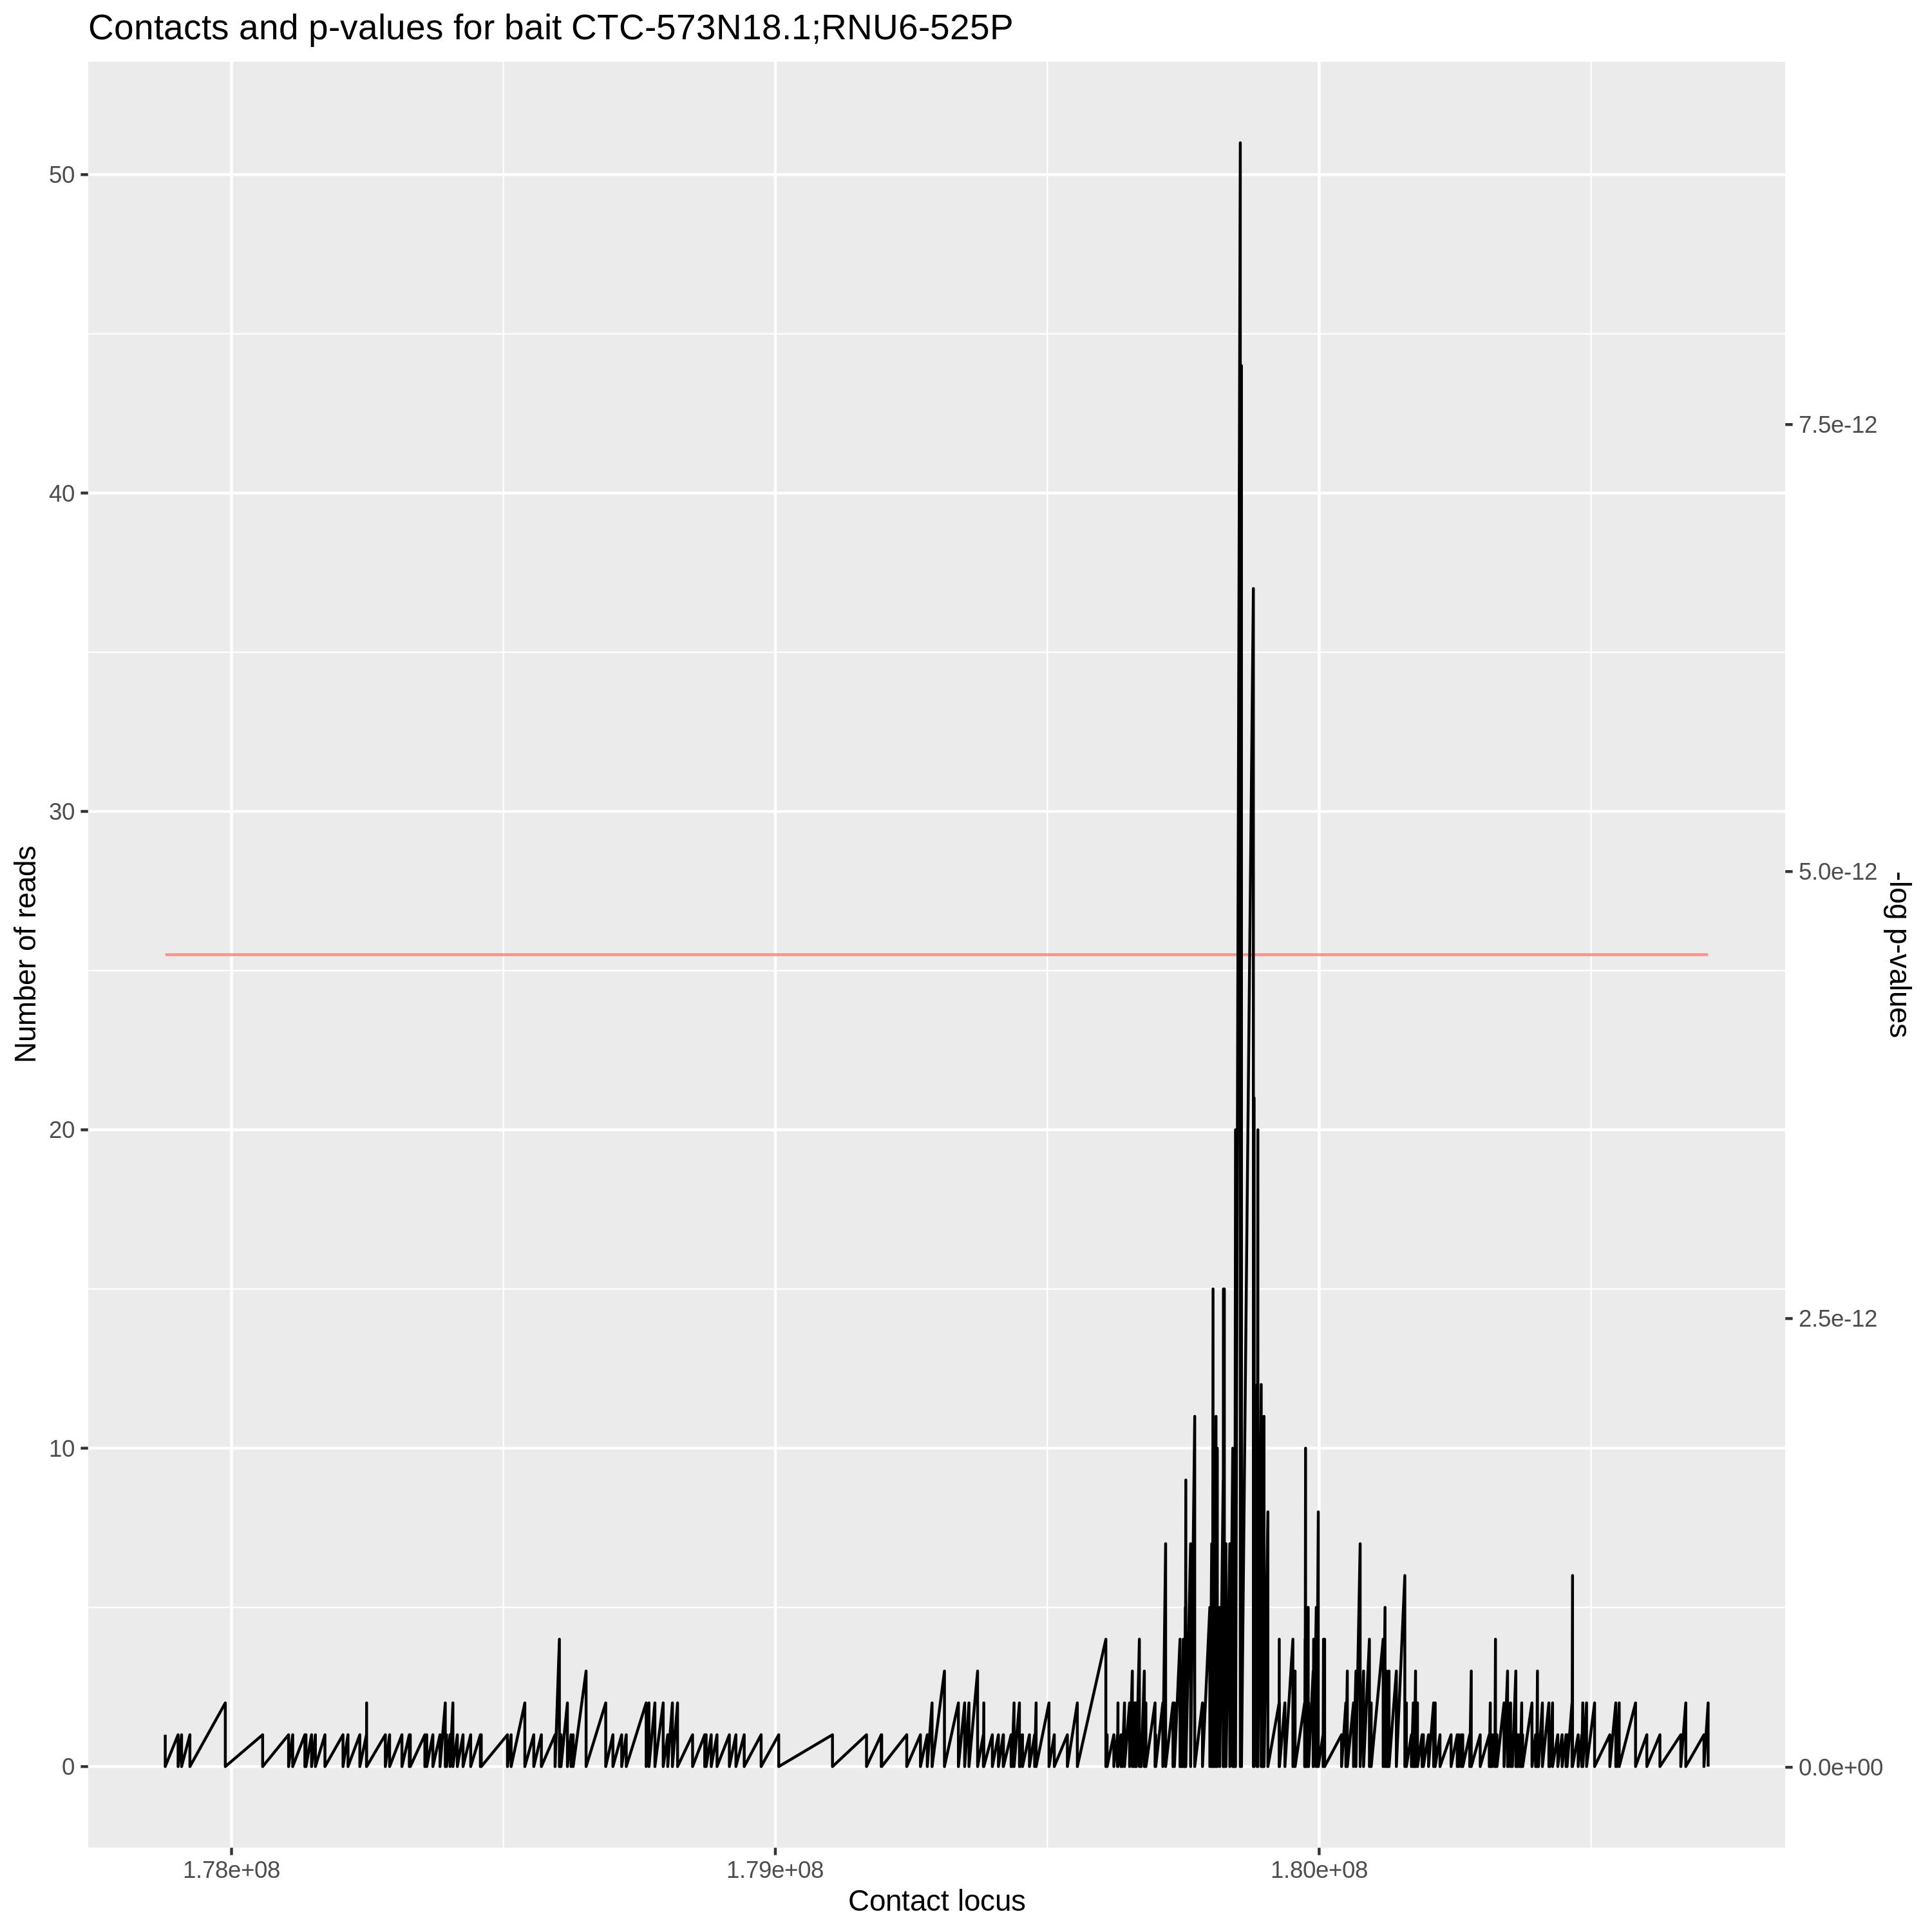 Contacts and p-values for bait CTC-573N18.1;RNU6-525P
50
40
30
20
10
0
Number of reads
7.5e-12
5.0e-12
2.5e-12
0.0e+00
-log p-values
1.78e+08
1.79e+08
1.80e+08
Contact locus